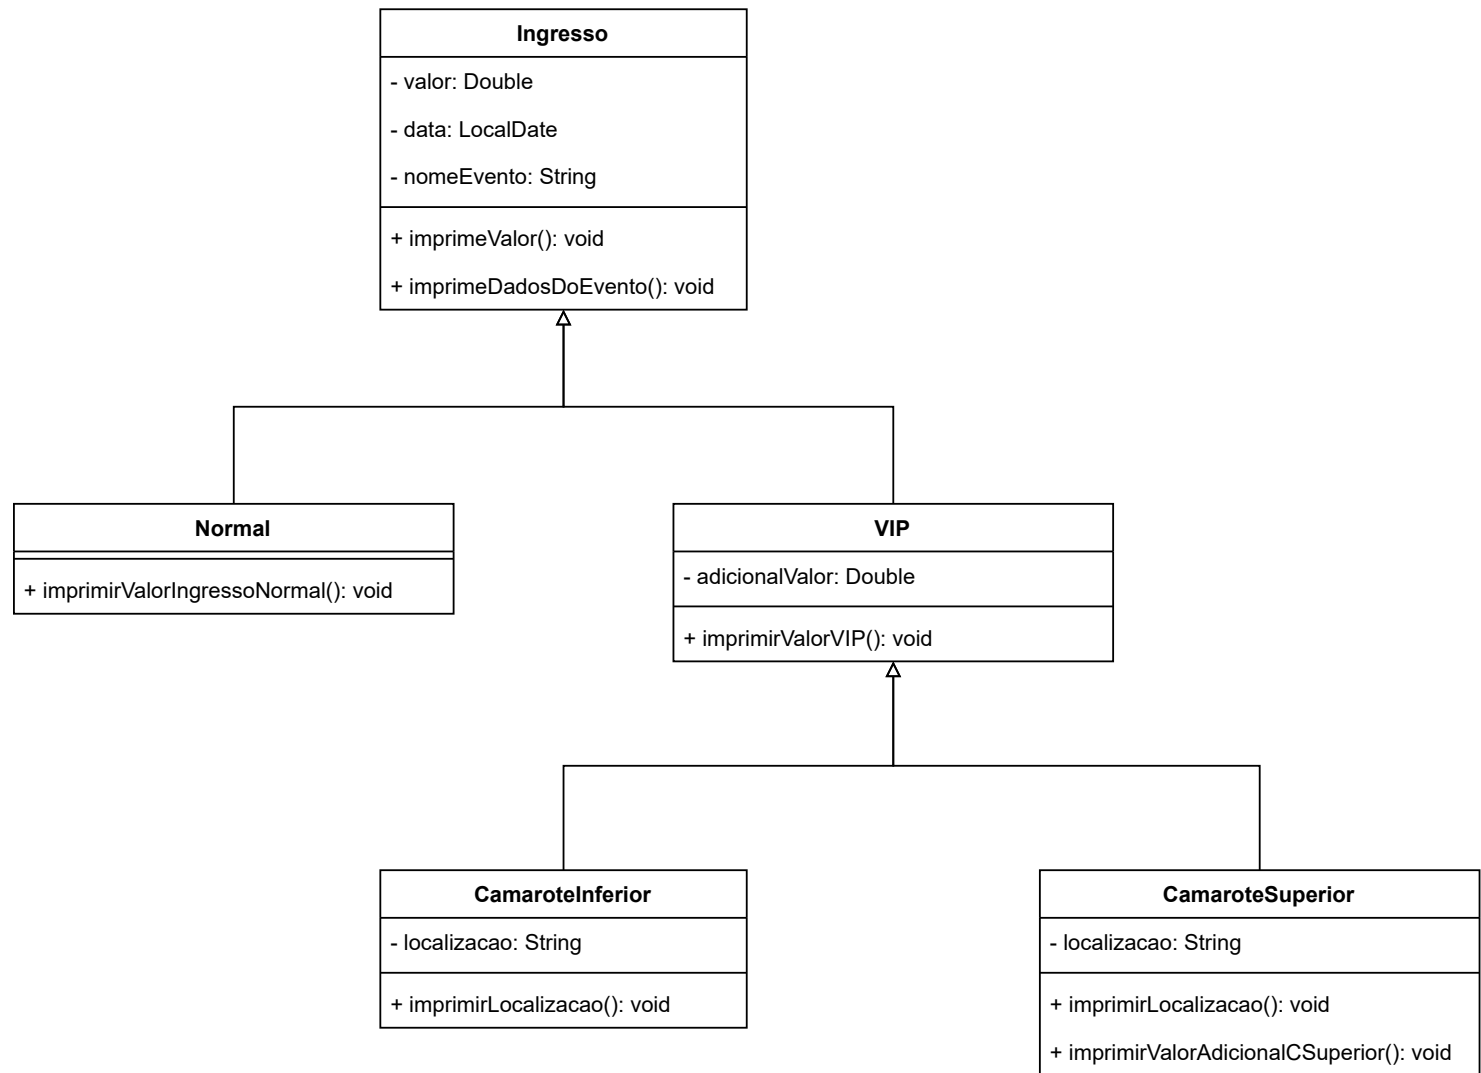 Ingresso
- valor: Double
- data: LocalDate
- nomeEvento: String
+ imprimeValor(): void
+ imprimeDadosDoEvento(): void
Normal
+ imprimirValorIngressoNormal(): void
VIP
- adicionalValor: Double
+ imprimirValorVIP(): void
CamaroteInferior
- localizacao: String
+ imprimirLocalizacao(): void
CamaroteSuperior
- localizacao: String
+ imprimirLocalizacao(): void
+ imprimirValorAdicionalCSuperior(): void